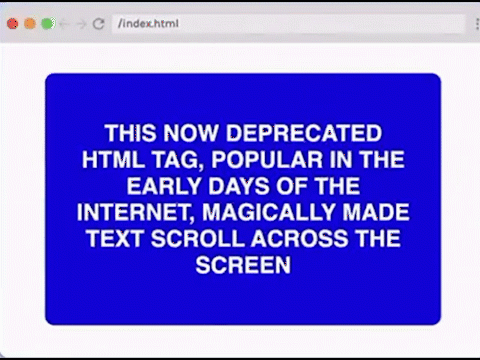 /index.html
THIS NOW DEPRECATED
HTML TAG, POPULAR IN THE
EARLY DAYS OF THE
INTERNET, MAGICALLY MADE
TEXT SCROLL ACROSS THE
SCREEN